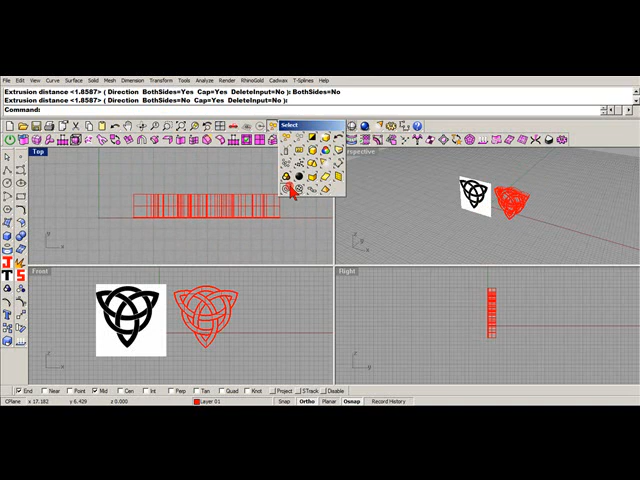 File Edit View Curve Surface Solid Mesh Dimension Transform Tools Analyze Render RhinoGold Cadwax T-Splines Help
Extrusion distance <1.8587> ( Direction BothSides=Yes Cap=Yes DeleteInput=No ): BothSides=No
Extrusion distance <1.8587> ( Direction BothSides=No Cap=Yes DeleteInput=No ):
Command:
Select
Top
Perspective
Front
Right
End Near Point Mid Cen Int Perp Tan Quad Knot Project STrack Disable
CPlane x 17.182 y 6.429 z 0.000 Layer 01 Snap Ortho Planar Osnap Record History